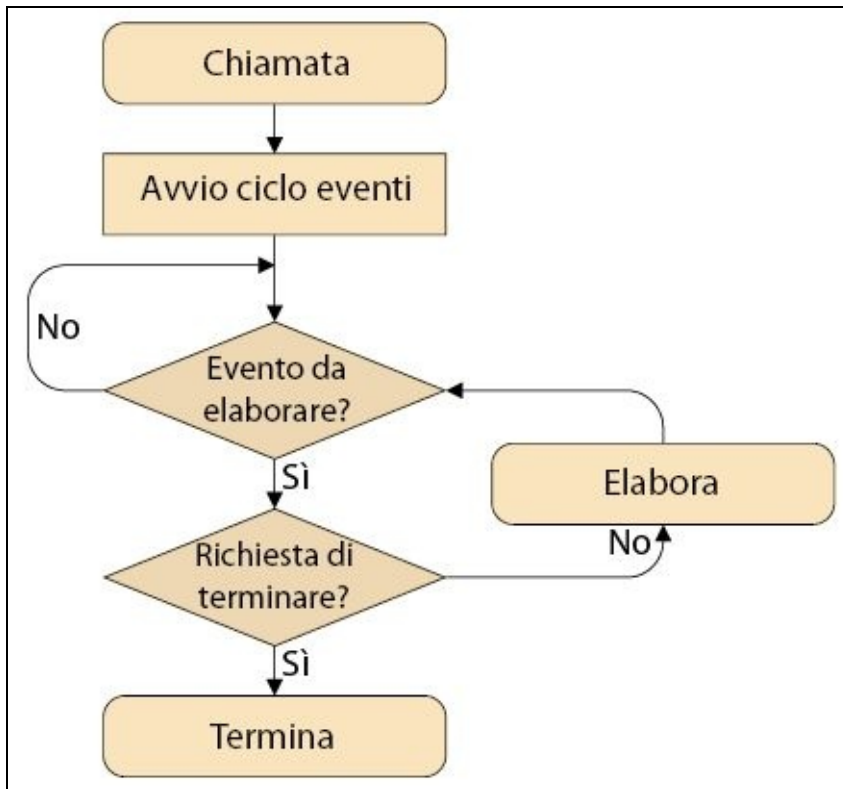 Chiamata
Avvio ciclo eventi
No
Evento da
elaborare?
Sì
Elabora
No
Richiesta di
terminare?
Sì
Termina